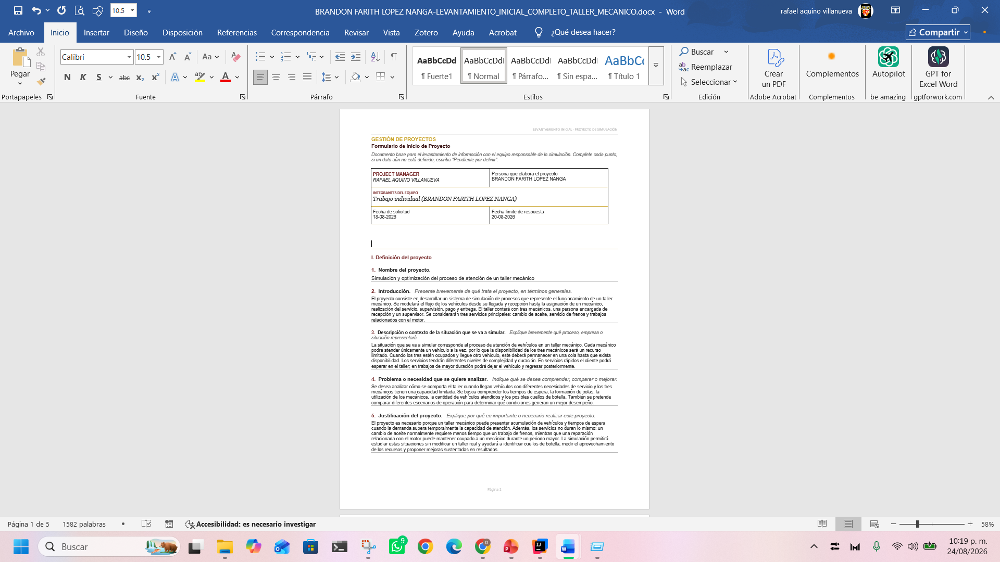 10.5
BRANDON FARITH LOPEZ NANGA-LEVANTAMIENTO_INICIAL_COMPLETO_TALLER_MECANICO.docx - Word
rafael aquino villanueva
Archivo Inicio Insertar Diseño Disposición Referencias Correspondencia Revisar Vista Zotero Ayuda Acrobat ¿Qué desea hacer? Compartir
Pegar
Portapapeles
Calibri 10.5
Aa
N K S abc x₂ x² A ab A
Fuente
Párrafo
AaBbCcDd AaBbCcDdI AaBbCcDdI AaBbCcDdI AaBbCc
¶ Fuerte1 ¶ Normal ¶ Párrafo... ¶ Sin espa... ¶ Título 1
Estilos
Buscar
Reemplazar
Seleccionar
Edición
Crear
un PDF
Adobe Acrobat
Complementos
Complementos
Autopilot
be amazing
GPT for
Excel Word
gptforwork.com
LEVANTAMIENTO INICIAL - PROYECTO DE SIMULACIÓN
GESTIÓN DE PROYECTOS
Formulario de Inicio de Proyecto
Documento base para el levantamiento de información con el equipo responsable de la simulación. Complete cada punto;
si un dato aún no está definido, escriba "Pendiente por definir".
PROJECT MANAGER
RAFAEL AQUINO VILLANUEVA
Persona que elabora el proyecto
BRANDON FARITH LOPEZ NANGA
INTEGRANTES DEL EQUIPO
Trabajo individual (BRANDON FARITH LOPEZ NANGA)
Fecha de solicitud
18-08-2026
Fecha límite de respuesta
20-08-2026
I. Definición del proyecto
1. Nombre del proyecto.
Simulación y optimización del proceso de atención de un taller mecánico
2. Introducción. Presente brevemente de qué trata el proyecto, en términos generales.
El proyecto consiste en desarrollar un sistema de simulación de procesos que represente el funcionamiento de un taller
mecánico. Se modelará el flujo de los vehículos desde su llegada y recepción hasta la asignación de un mecánico,
realización del servicio, supervisión, pago y entrega. El taller contará con tres mecánicos, una persona encargada de
recepción y un supervisor. Se considerarán tres servicios principales: cambio de aceite, servicio de frenos y trabajos
relacionados con el motor.
3. Descripción o contexto de la situación que se va a simular. Explique brevemente qué proceso, empresa o
situación representará.
La situación que se va a simular corresponde al proceso de atención de vehículos en un taller mecánico. Cada mecánico
podrá atender únicamente un vehículo a la vez, por lo que la disponibilidad de los tres mecánicos será un recurso
limitado. Cuando los tres estén ocupados y llegue otro vehículo, este deberá permanecer en una cola hasta que exista
disponibilidad. Los servicios tendrán diferentes niveles de complejidad y duración. En servicios rápidos el cliente podrá
esperar en el taller; en trabajos de mayor duración podrá dejar el vehículo y regresar posteriormente.
4. Problema o necesidad que se quiere analizar. Indique qué se desea comprender, comparar o mejorar.
Se desea analizar cómo se comporta el taller cuando llegan vehículos con diferentes necesidades de servicio y los tres
mecánicos tienen una capacidad limitada. Se busca comprender los tiempos de espera, la formación de colas, la
utilización de los mecánicos, la cantidad de vehículos atendidos y los posibles cuellos de botella. También se pretende
comparar diferentes escenarios de operación para determinar qué condiciones generan un mejor desempeño.
5. Justificación del proyecto. Explique por qué es importante o necesario realizar este proyecto.
El proyecto es necesario porque un taller mecánico puede presentar acumulación de vehículos y tiempos de espera
cuando la demanda supera temporalmente la capacidad de atención. Además, los servicios no duran lo mismo: un
cambio de aceite normalmente requiere menos tiempo que un trabajo de frenos, mientras que una reparación
relacionada con el motor puede mantener ocupado a un mecánico durante un periodo mayor. La simulación permitirá
estudiar estas situaciones sin modificar un taller real y ayudará a identificar cuellos de botella, medir el aprovechamiento
de los recursos y proponer mejoras sustentadas en resultados.
Página 1
Página 1 de 5 1582 palabras Accesibilidad: es necesario investigar 58%
Buscar
9
10:19 p. m.
24/08/2026